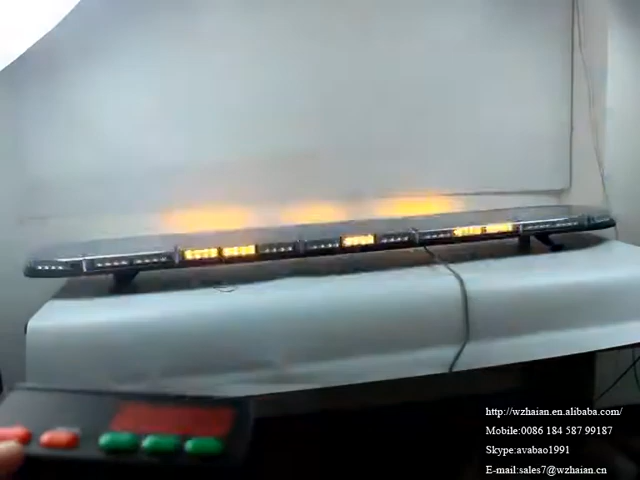 http://wzhaian.en.alibaba.com/
Mobile:0086 184 587 99187
Skype:avabao1991
E-mail:sales7@wzhaian.cn